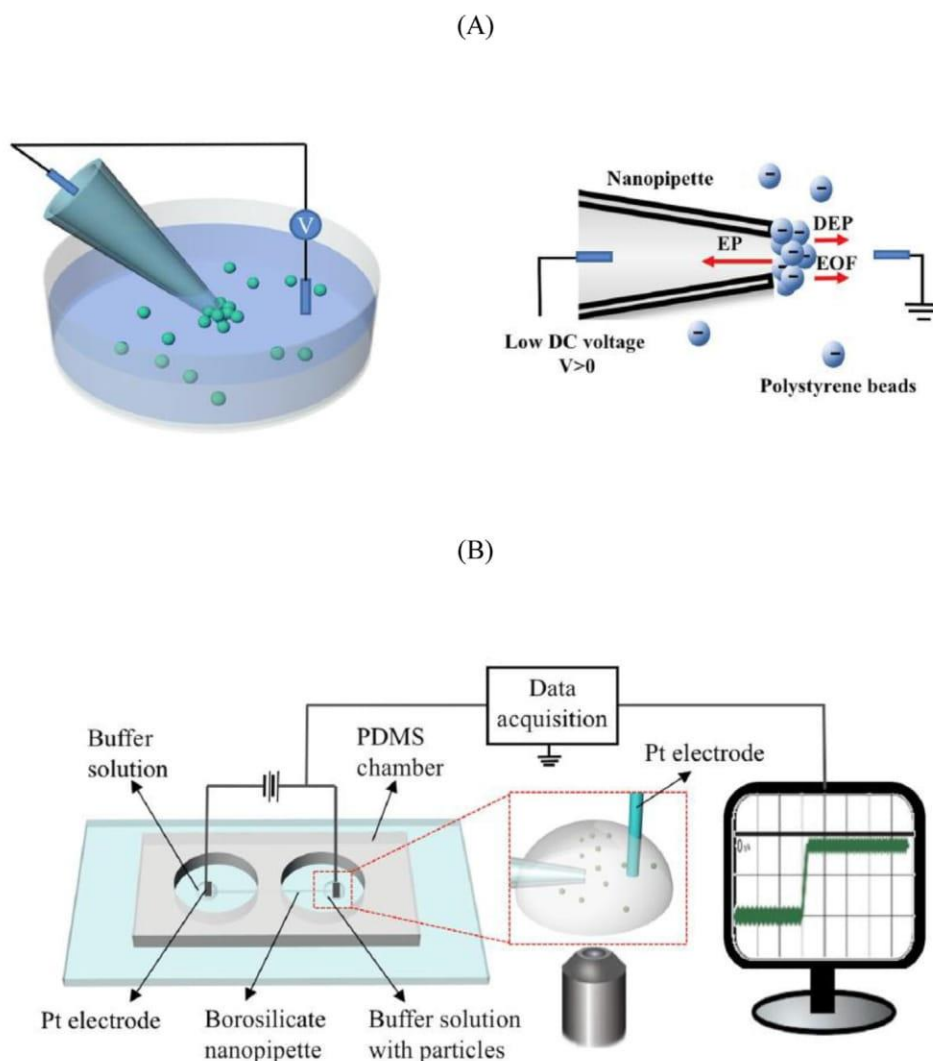 (A)
V
Nanopipette
DEP
EP
EOF
Low DC voltage
V>0
Polystyrene beads
(B)
Data
acquisition
Buffer
solution
PDMS
chamber
Pt electrode
Pt electrode
Borosilicate
nanopipette
Buffer solution
with particles